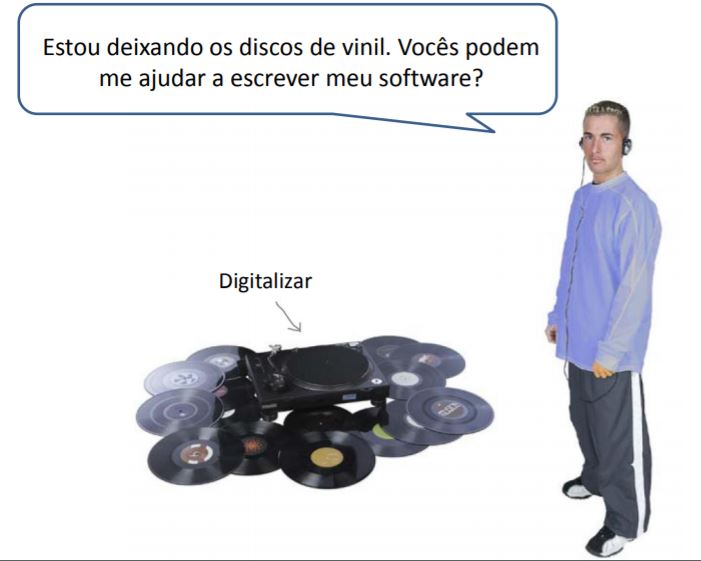 Estou deixando os discos de vinil. Vocês podem
me ajudar a escrever meu software?
Digitalizar